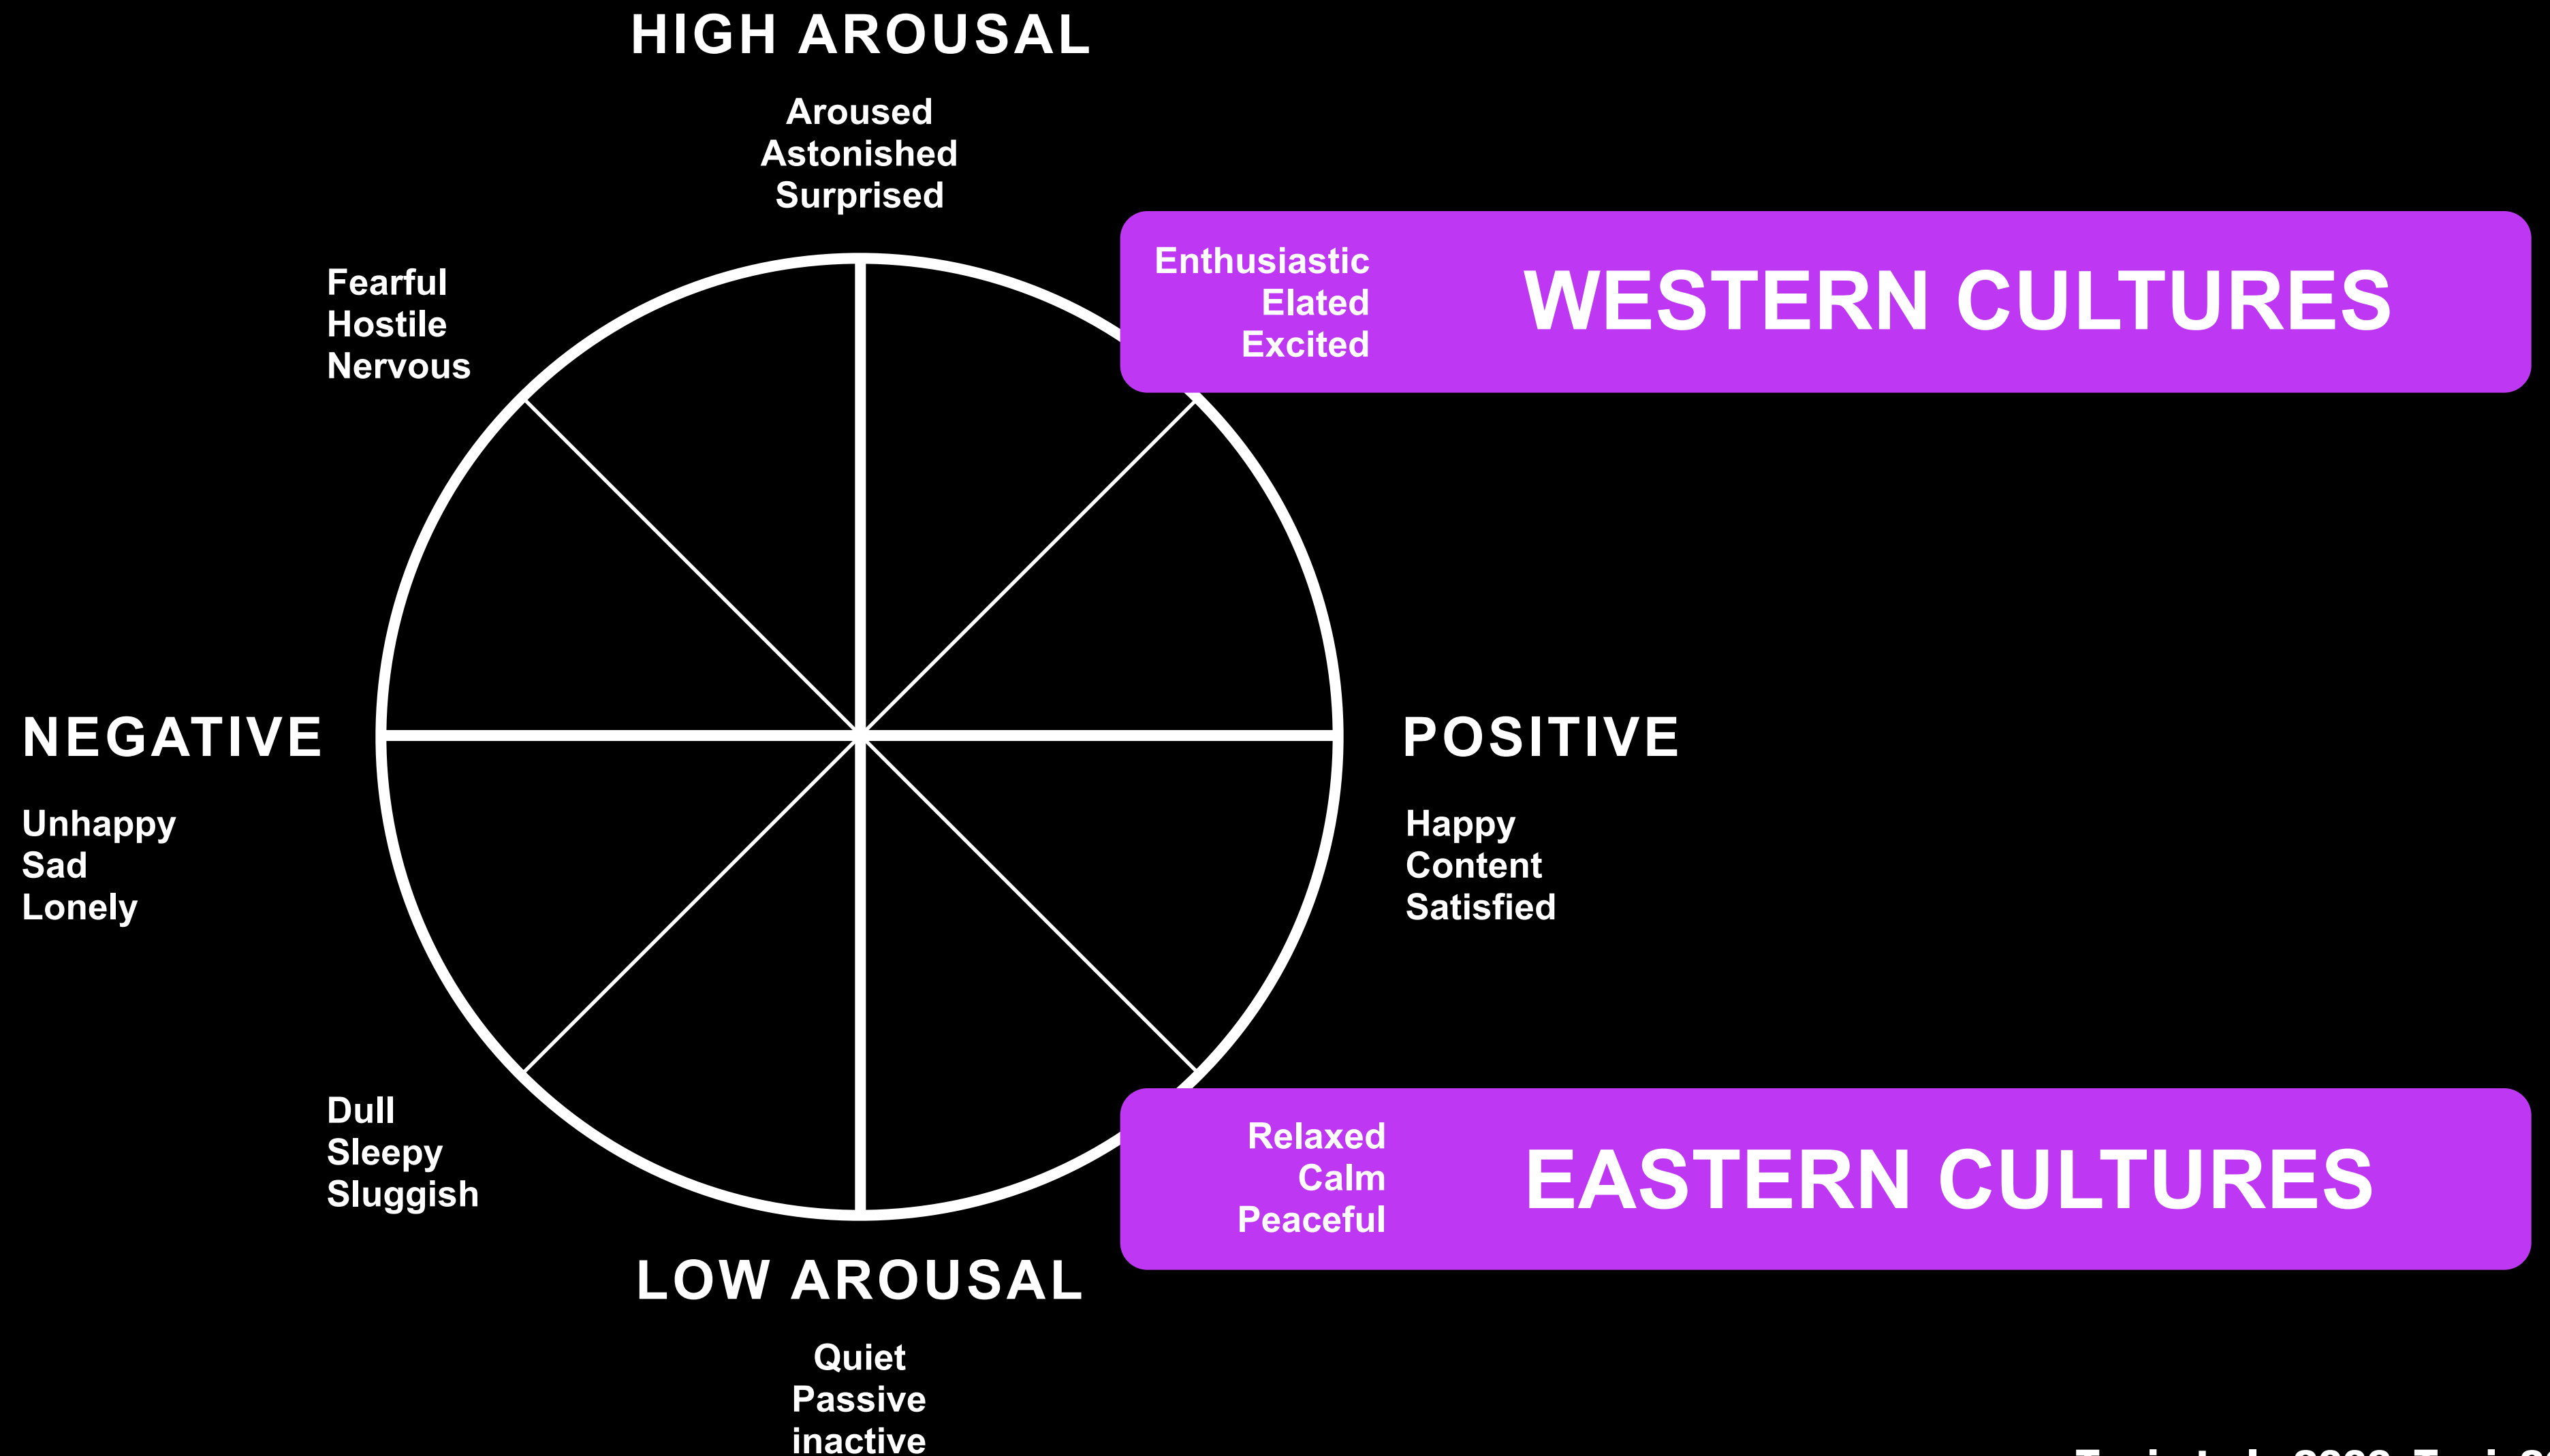 HIGH AROUSAL
Aroused
Astonished
Surprised
Fearful
Hostile
Nervous
Enthusiastic
Elated
Excited
WESTERN CULTURES
NEGATIVE
Unhappy
Sad
Lonely
POSITIVE
Happy
Content
Satisfied
Dull
Sleepy
Sluggish
Relaxed
Calm
Peaceful
EASTERN CULTURES
LOW AROUSAL
Quiet
Passive
inactive